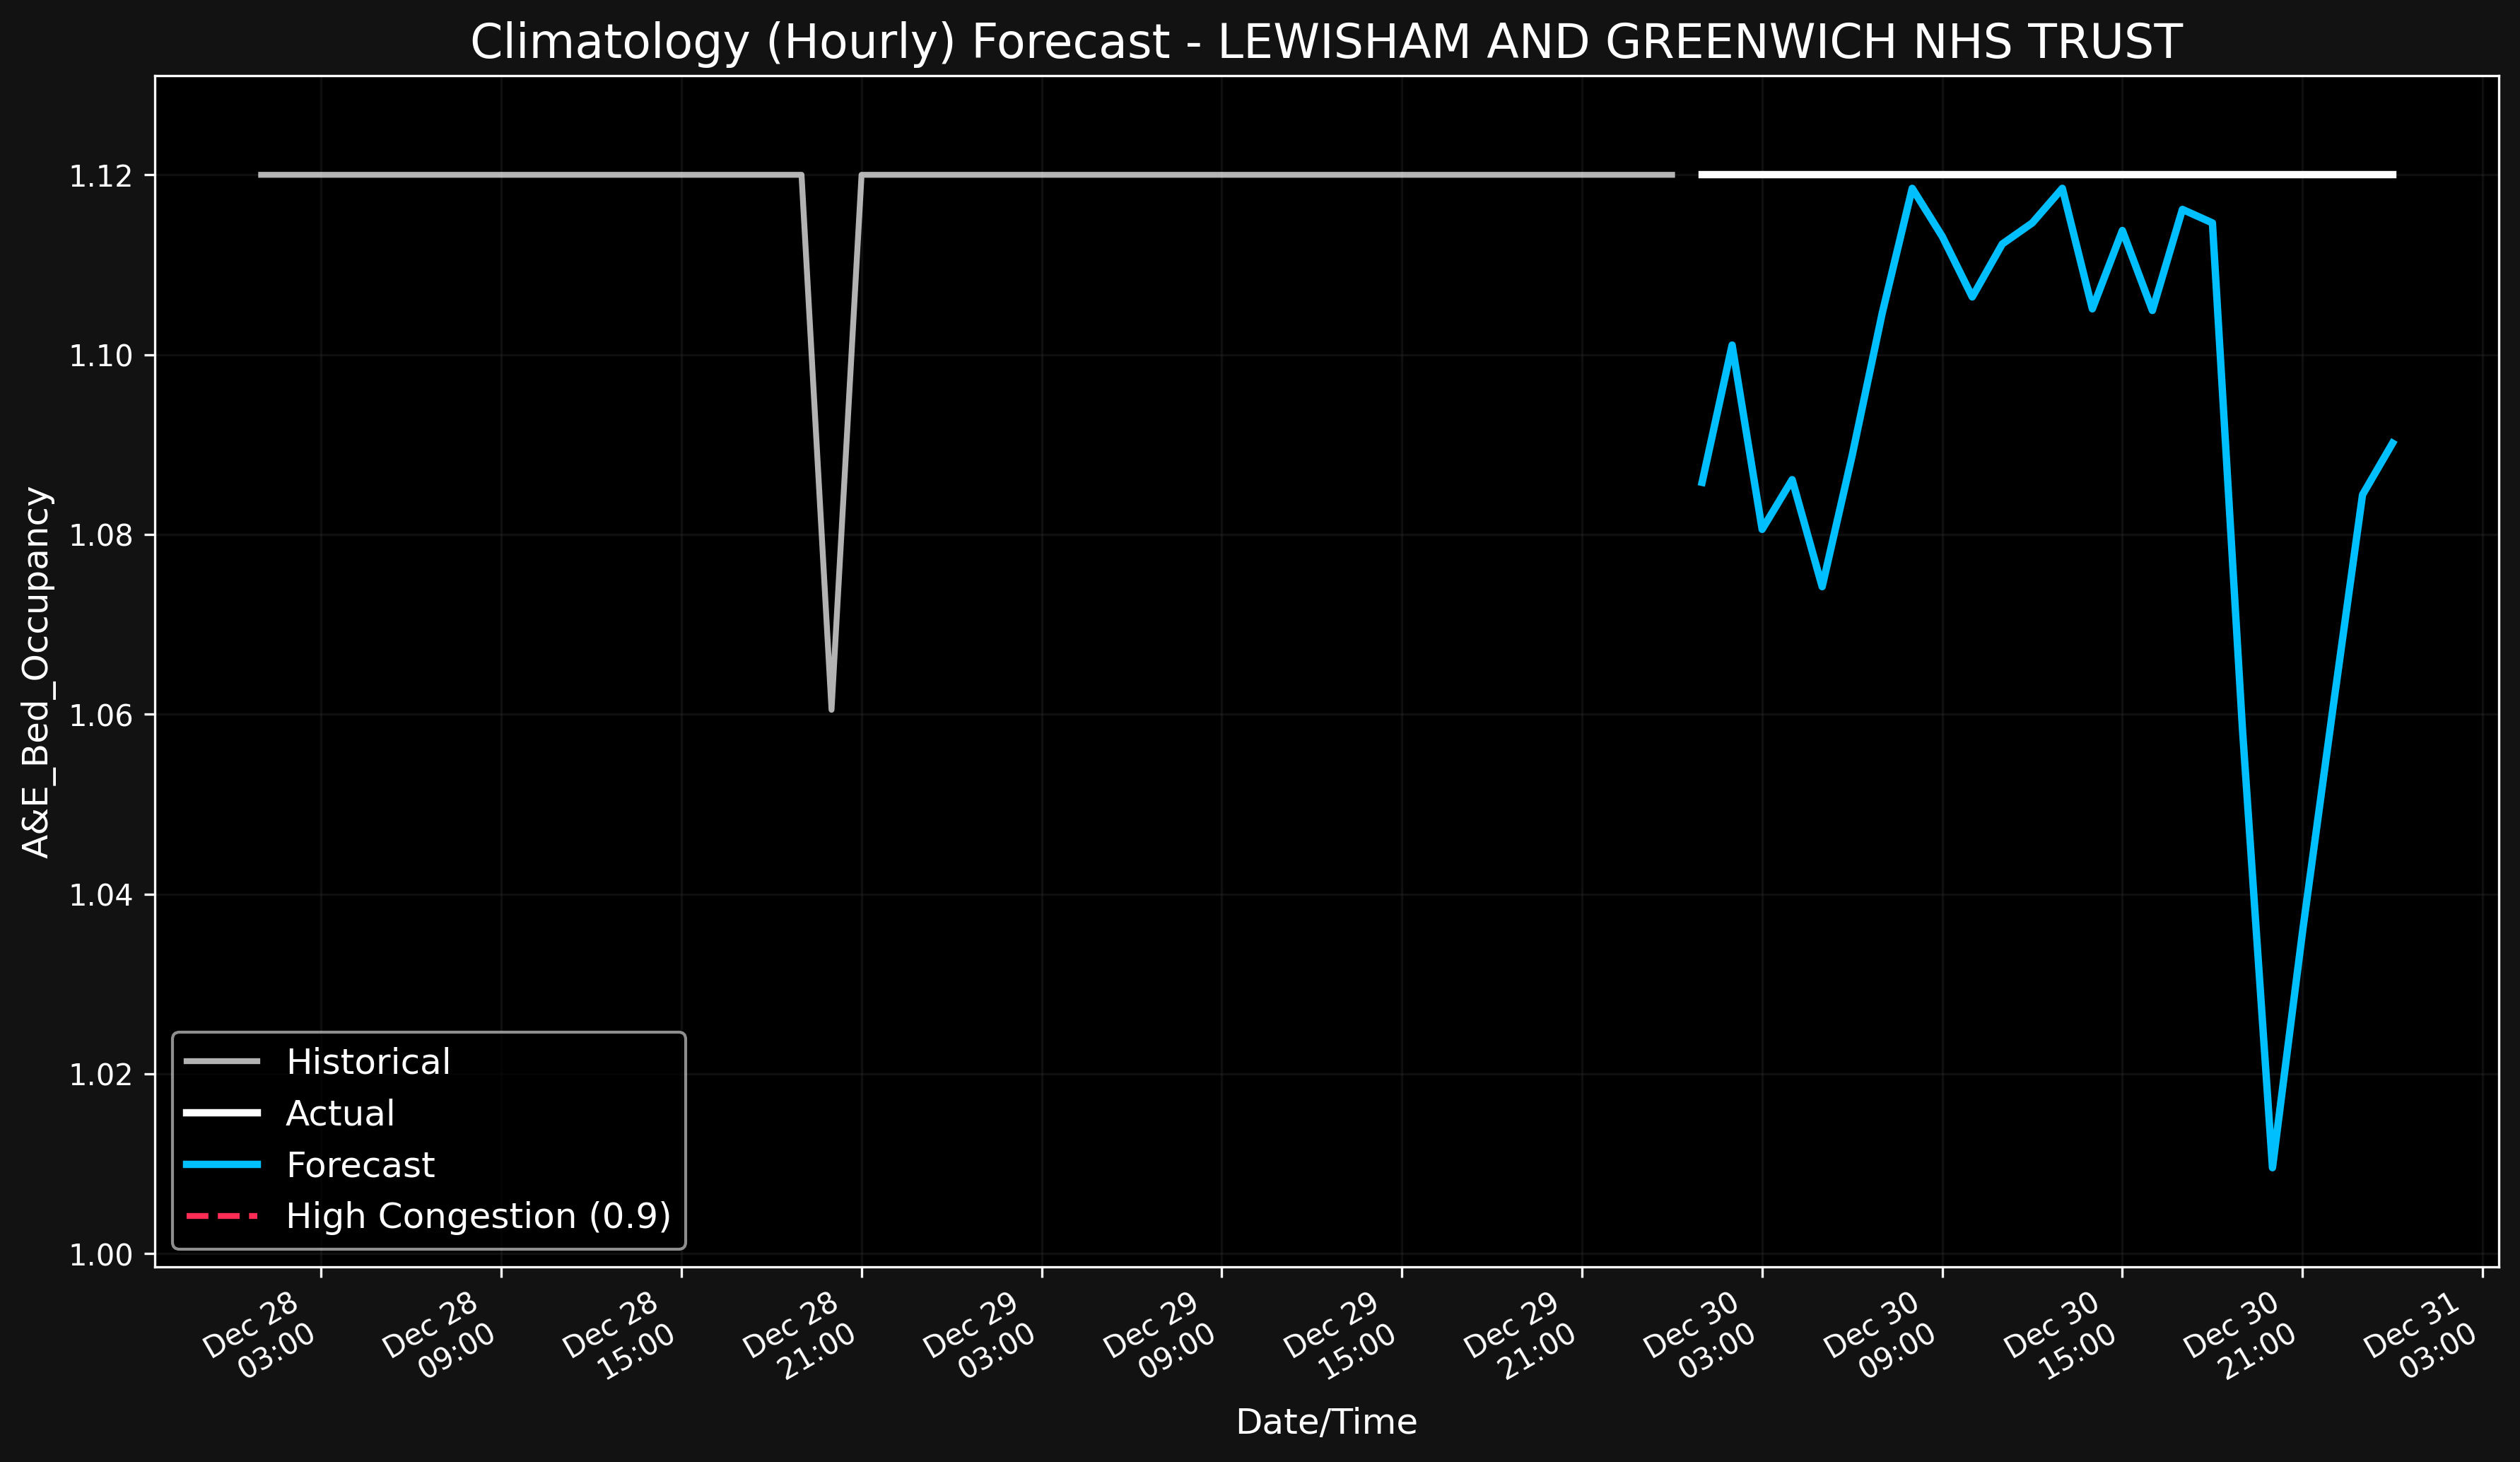 Climatology (Hourly) Forecast - LEWISHAM AND GREENWICH NHS TRUST
A&E_Bed_Occupancy
1.12
1.10
1.08
1.06
1.04
1.02
1.00
Historical
Actual
Forecast
High Congestion (0.9)
Dec 28
03:00
Dec 28
09:00
Dec 28
15:00
Dec 28
21:00
Dec 29
03:00
Dec 29
09:00
Dec 29
15:00
Dec 29
21:00
Dec 30
03:00
Dec 30
09:00
Dec 30
15:00
Dec 30
21:00
Dec 31
03:00
Date/Time